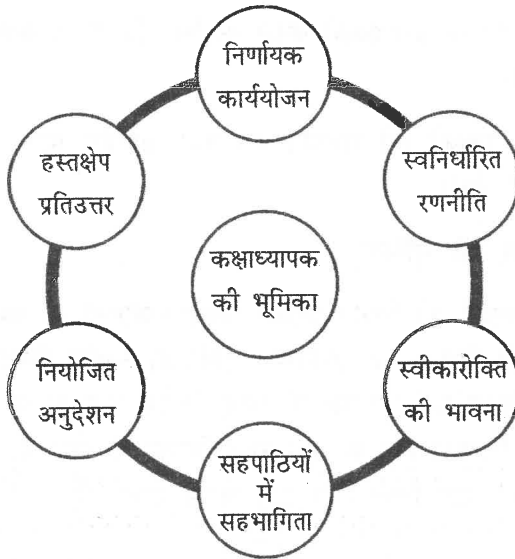 निर्णायक
कार्ययोजन
स्वनिर्धारित
रणनीति
स्वीकारोक्ति
की भावना
सहपाठियों
में
सहभागिता
नियोजित
अनुदेशन
हस्तक्षेप
प्रतिउत्तर
कक्षाध्यापक
की भूमिका